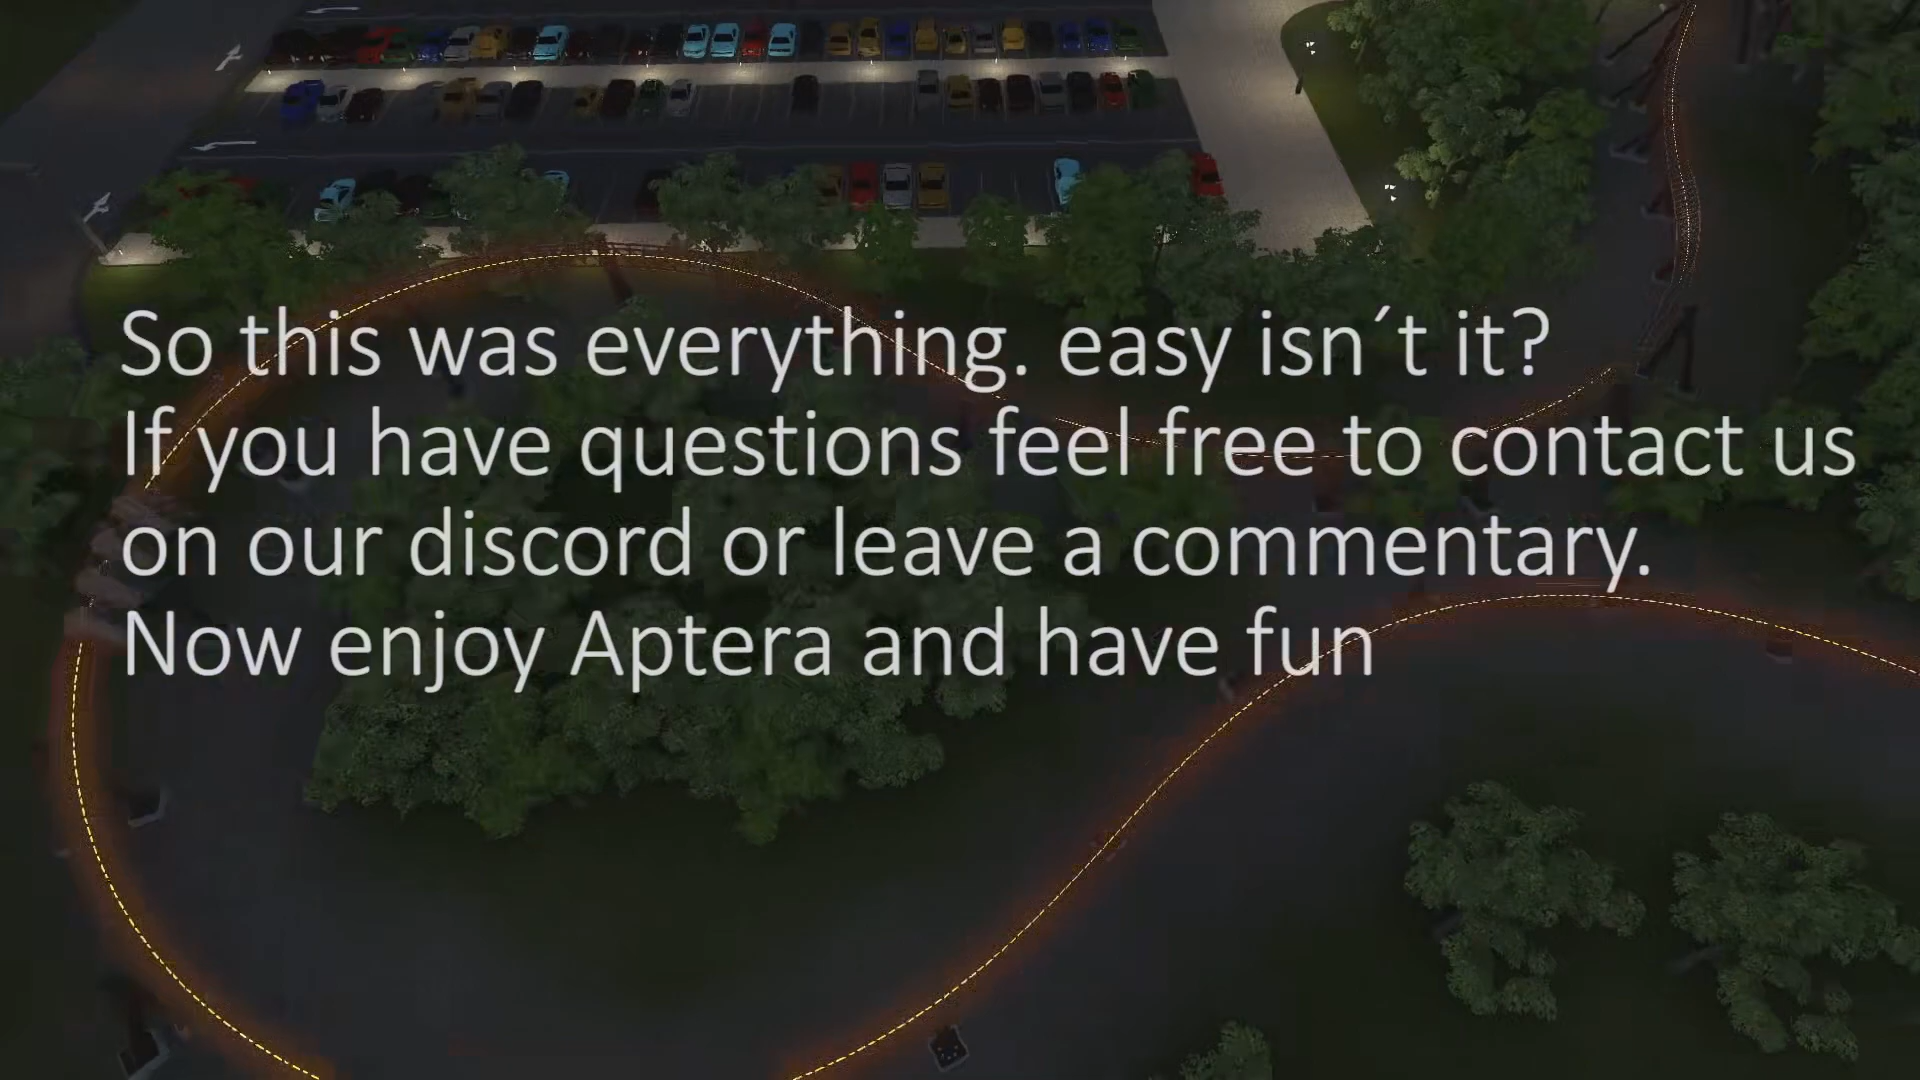 So this was everything. easy isn´t it?
If you have questions feel free to contact us
on our discord or leave a commentary.
Now enjoy Aptera and have fun